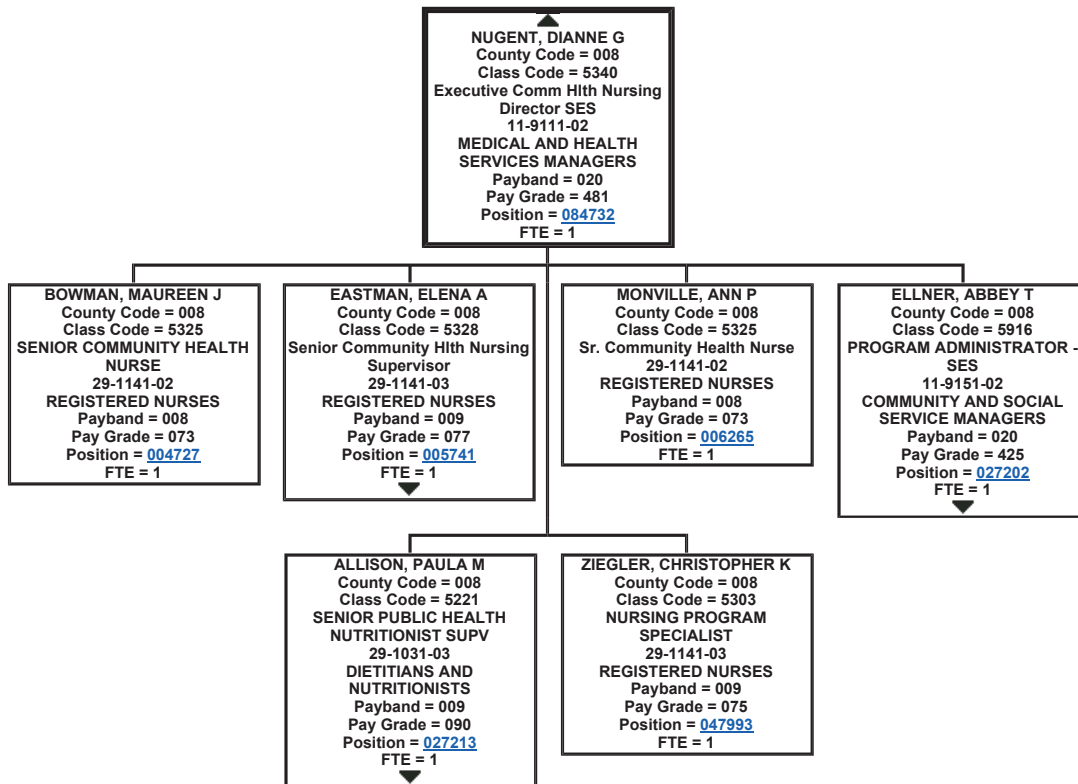 NUGENT, DIANNE G
County Code = 008
Class Code = 5340
Executive Comm Hlth Nursing
Director SES
11-9111-02
MEDICAL AND HEALTH
SERVICES MANAGERS
Payband = 020
Pay Grade = 481
Position = 084732
FTE = 1
BOWMAN, MAUREEN J
County Code = 008
Class Code = 5325
SENIOR COMMUNITY HEALTH
NURSE
29-1141-02
REGISTERED NURSES
Payband = 008
Pay Grade = 073
Position = 004727
FTE = 1
EASTMAN, ELENA A
County Code = 008
Class Code = 5328
Senior Community Hlth Nursing
Supervisor
29-1141-03
REGISTERED NURSES
Payband = 009
Pay Grade = 077
Position = 005741
FTE = 1
MONVILLE, ANN P
County Code = 008
Class Code = 5325
Sr. Community Health Nurse
29-1141-02
REGISTERED NURSES
Payband = 008
Pay Grade = 073
Position = 006265
FTE = 1
ELLNER, ABBEY T
County Code = 008
Class Code = 5916
PROGRAM ADMINISTRATOR -
SES
11-9151-02
COMMUNITY AND SOCIAL
SERVICE MANAGERS
Payband = 020
Pay Grade = 425
Position = 027202
FTE = 1
ALLISON, PAULA M
County Code = 008
Class Code = 5221
SENIOR PUBLIC HEALTH
NUTRITIONIST SUPV
29-1031-03
DIETITIANS AND
NUTRITIONISTS
Payband = 009
Pay Grade = 090
Position = 027213
FTE = 1
ZIEGLER, CHRISTOPHER K
County Code = 008
Class Code = 5303
NURSING PROGRAM
SPECIALIST
29-1141-03
REGISTERED NURSES
Payband = 009
Pay Grade = 075
Position = 047993
FTE = 1